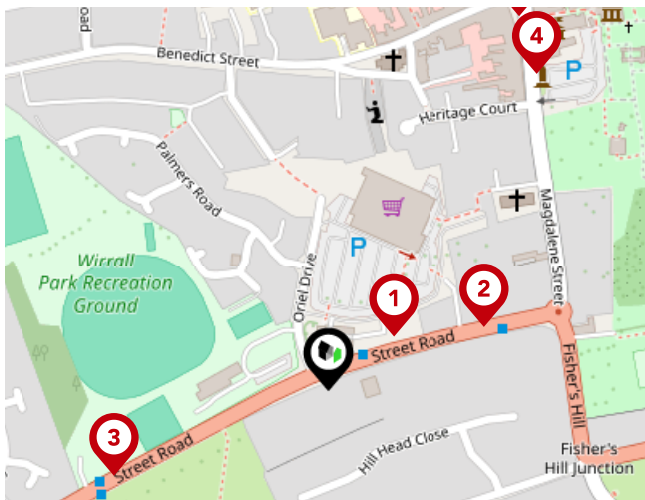 4
P
Road
Benedict Street
Heritage Court
Palmers Road
Magdalene Street
Wirrall
Park Recreation
Ground
P
Oriel Drive
1
2
Street Road
Fisher's Hill
3
Street Road
Hill Head Close
Fisher's
Hill Junction